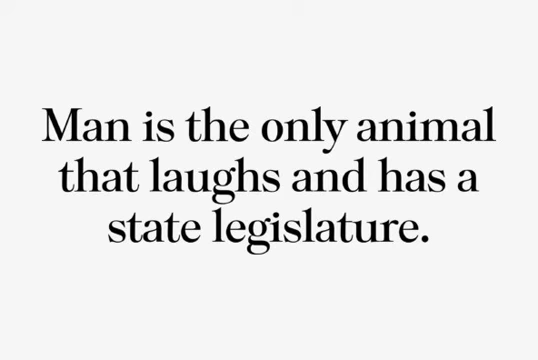 Man is the only animal
that laughs and has a
state legislature.